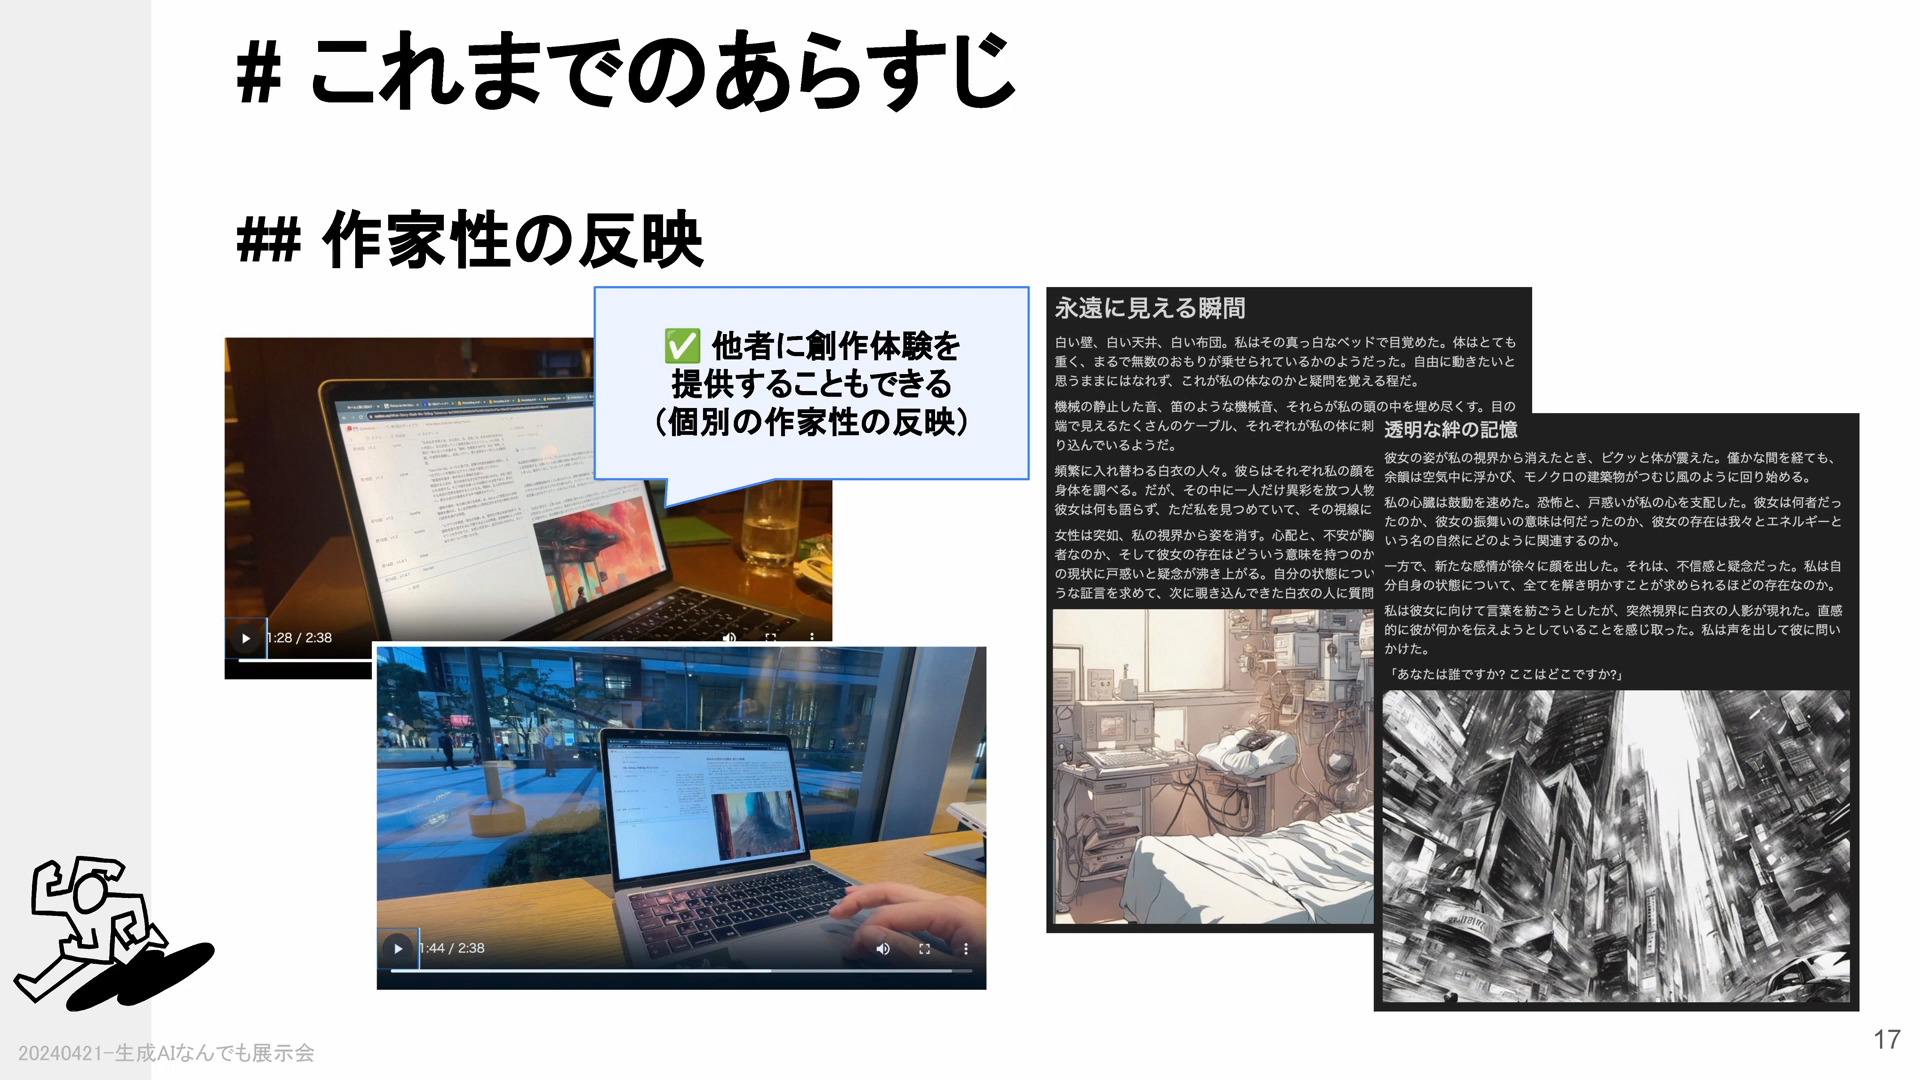 # これまでのあらすじ
## 作家性の反映
✅ 他者に創作体験を
提供することもできる
（個別の作家性の反映）
1:28 / 2:38
1:44 / 2:38
永遠に見える瞬間
白い壁、白い天井、白い布団。私はその真っ白なベッドで目覚めた。体はとても
重く、まるで無数のおもりが乗せられているかのようだった。自由に動きたいと
思うままにはなれず、これが私の体なのかと疑問を覚える程だ。
機械の静止した音、笛のような機械音、それらが私の頭の中を埋め尽くす。目の
端で見えるたくさんのケーブル、それぞれが私の体に刺
り込んでいるようだ。
頻繁に入れ替わる白衣の人々。彼らはそれぞれ私の顔を
身体を調べる。だが、その中に一人だけ異彩を放つ人物
彼女は何も語らず、ただ私を見つめていて、その視線に
女性は突如、私の視界から姿を消す。心配と、不安が胸
者なのか、そして彼女の存在はどういう意味を持つのか
の現状に戸惑いと疑念が沸き上がる。自分の状態につい
うな証言を求めて、次に覗き込んできた白衣の人に質問
透明な絆の記憶
彼女の姿が私の視界から消えたとき、ビクッと体が震えた。僅かな間を経ても、
余韻は空気中に浮かび、モノクロの建築物がつむじ風のように回り始める。
私の心臓は鼓動を速めた。恐怖と、戸惑いが私の心を支配した。彼女は何者だっ
たのか、彼女の振舞いの意味は何だったのか、彼女の存在は我々とエネルギーと
いう名の自然にどのように関連するのか。
一方で、新たな感情が徐々に顔を出した。それは、不信感と疑念だった。私は自
分自身の状態について、全てを解き明かすことが求められるほどの存在なのか。
私は彼女に向けて言葉を紡ごうとしたが、突然視界に白衣の人影が現れた。直感
的に彼が何かを伝えようとしていることを感じ取った。私は声を出して彼に問い
かけた。
「あなたは誰ですか? ここはどこですか?」
20240421-生成AIなんでも展示会
17